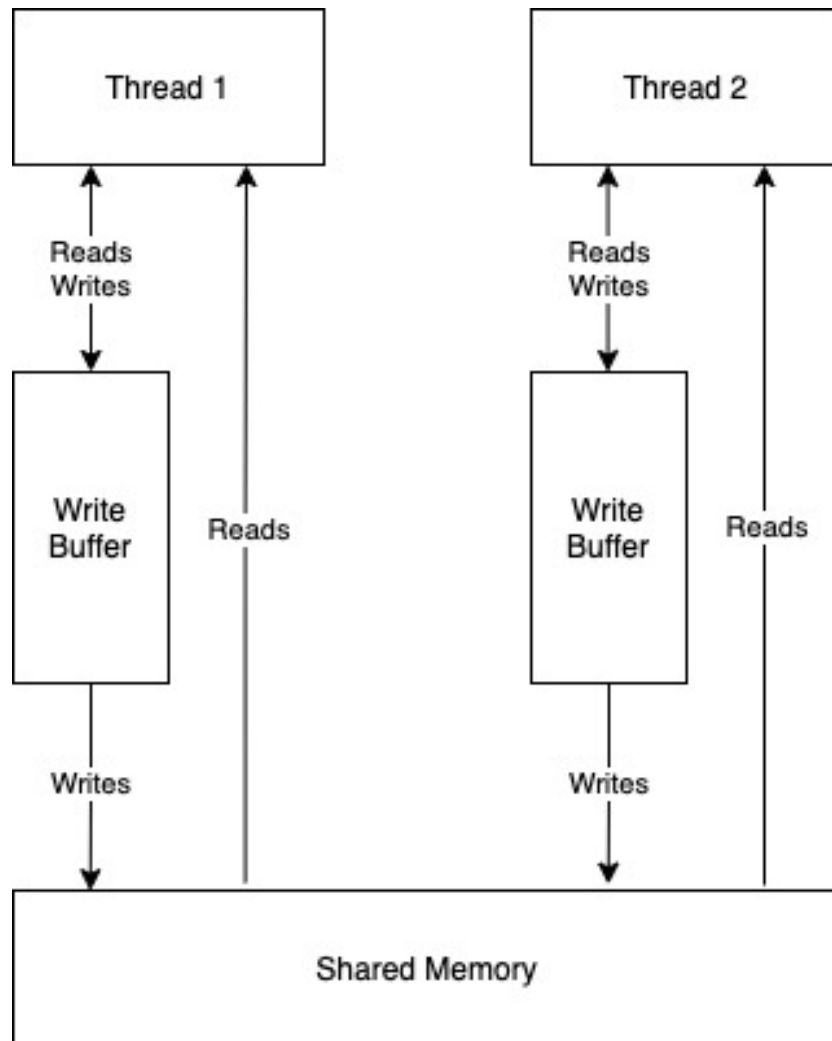 Thread 1
Thread 2
Reads
Writes
Reads
Writes
Write
Buffer
Reads
Write
Buffer
Reads
Writes
Writes
Shared Memory